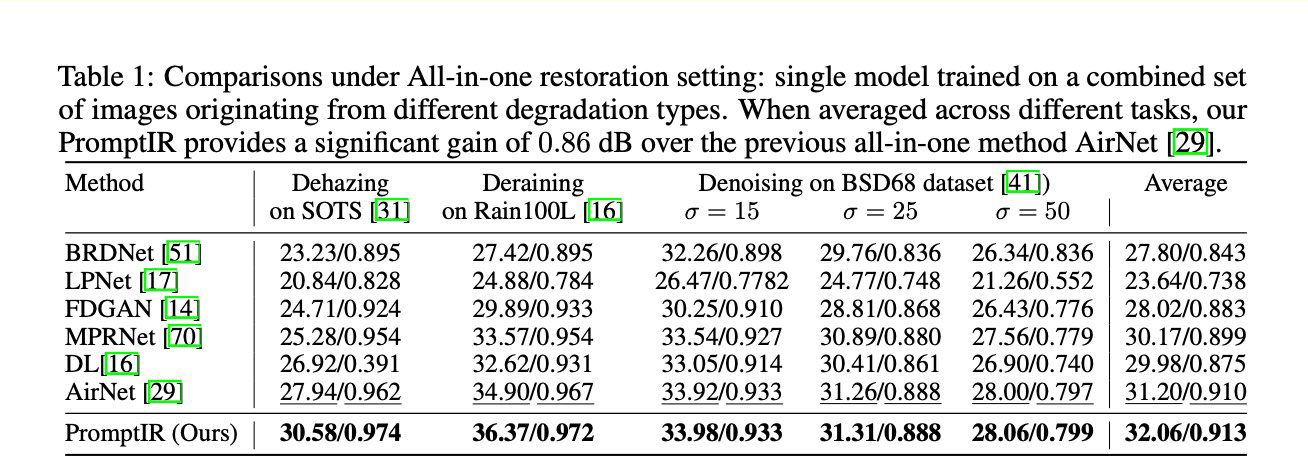 Table 1: Comparisons under All-in-one restoration setting: single model trained on a combined set
of images originating from different degradation types. When averaged across different tasks, our
PromptIR provides a significant gain of 0.86 dB over the previous all-in-one method AirNet [29].
Method Dehazing Deraining Denoising on BSD68 dataset [41]) Average
on SOTS [31] on Rain100L [16] σ = 15 σ = 25 σ = 50
BRDNet [51] 23.23/0.895 27.42/0.895 32.26/0.898 29.76/0.836 26.34/0.836 27.80/0.843
LPNet [17] 20.84/0.828 24.88/0.784 26.47/0.7782 24.77/0.748 21.26/0.552 23.64/0.738
FDGAN [14] 24.71/0.924 29.89/0.933 30.25/0.910 28.81/0.868 26.43/0.776 28.02/0.883
MPRNet [70] 25.28/0.954 33.57/0.954 33.54/0.927 30.89/0.880 27.56/0.779 30.17/0.899
DL[16] 26.92/0.391 32.62/0.931 33.05/0.914 30.41/0.861 26.90/0.740 29.98/0.875
AirNet [29] 27.94/0.962 34.90/0.967 33.92/0.933 31.26/0.888 28.00/0.797 31.20/0.910
PromptIR (Ours) 30.58/0.974 36.37/0.972 33.98/0.933 31.31/0.888 28.06/0.799 32.06/0.913